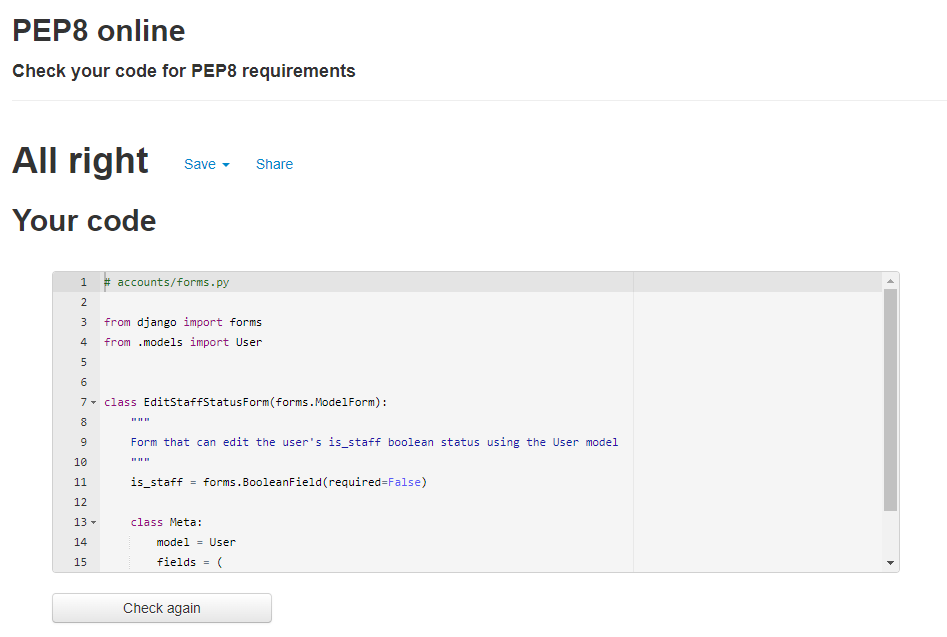 PEP8 online
Check your code for PEP8 requirements
All right Save Share
Your code
1 # accounts/forms.py
2
3 from django import forms
4 from .models import User
5
6
7 class EditStaffStatusForm(forms.ModelForm):
8     """
9     Form that can edit the user's is_staff boolean status using the User model
10     """
11     is_staff = forms.BooleanField(required=False)
12
13     class Meta:
14         model = User
15         fields = (
Check again